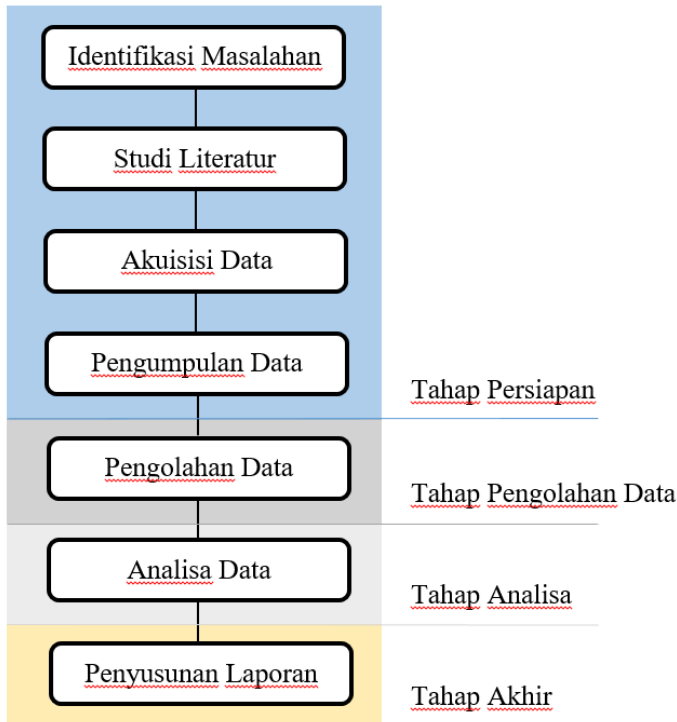 Identifikasi Masalahan
Studi Literatur
Akuisisi Data
Pengumpulan Data
Tahap Persiapan
Pengolahan Data
Tahap Pengolahan Data
Analisa Data
Tahap Analisa
Penyusunan Laporan
Tahap Akhir